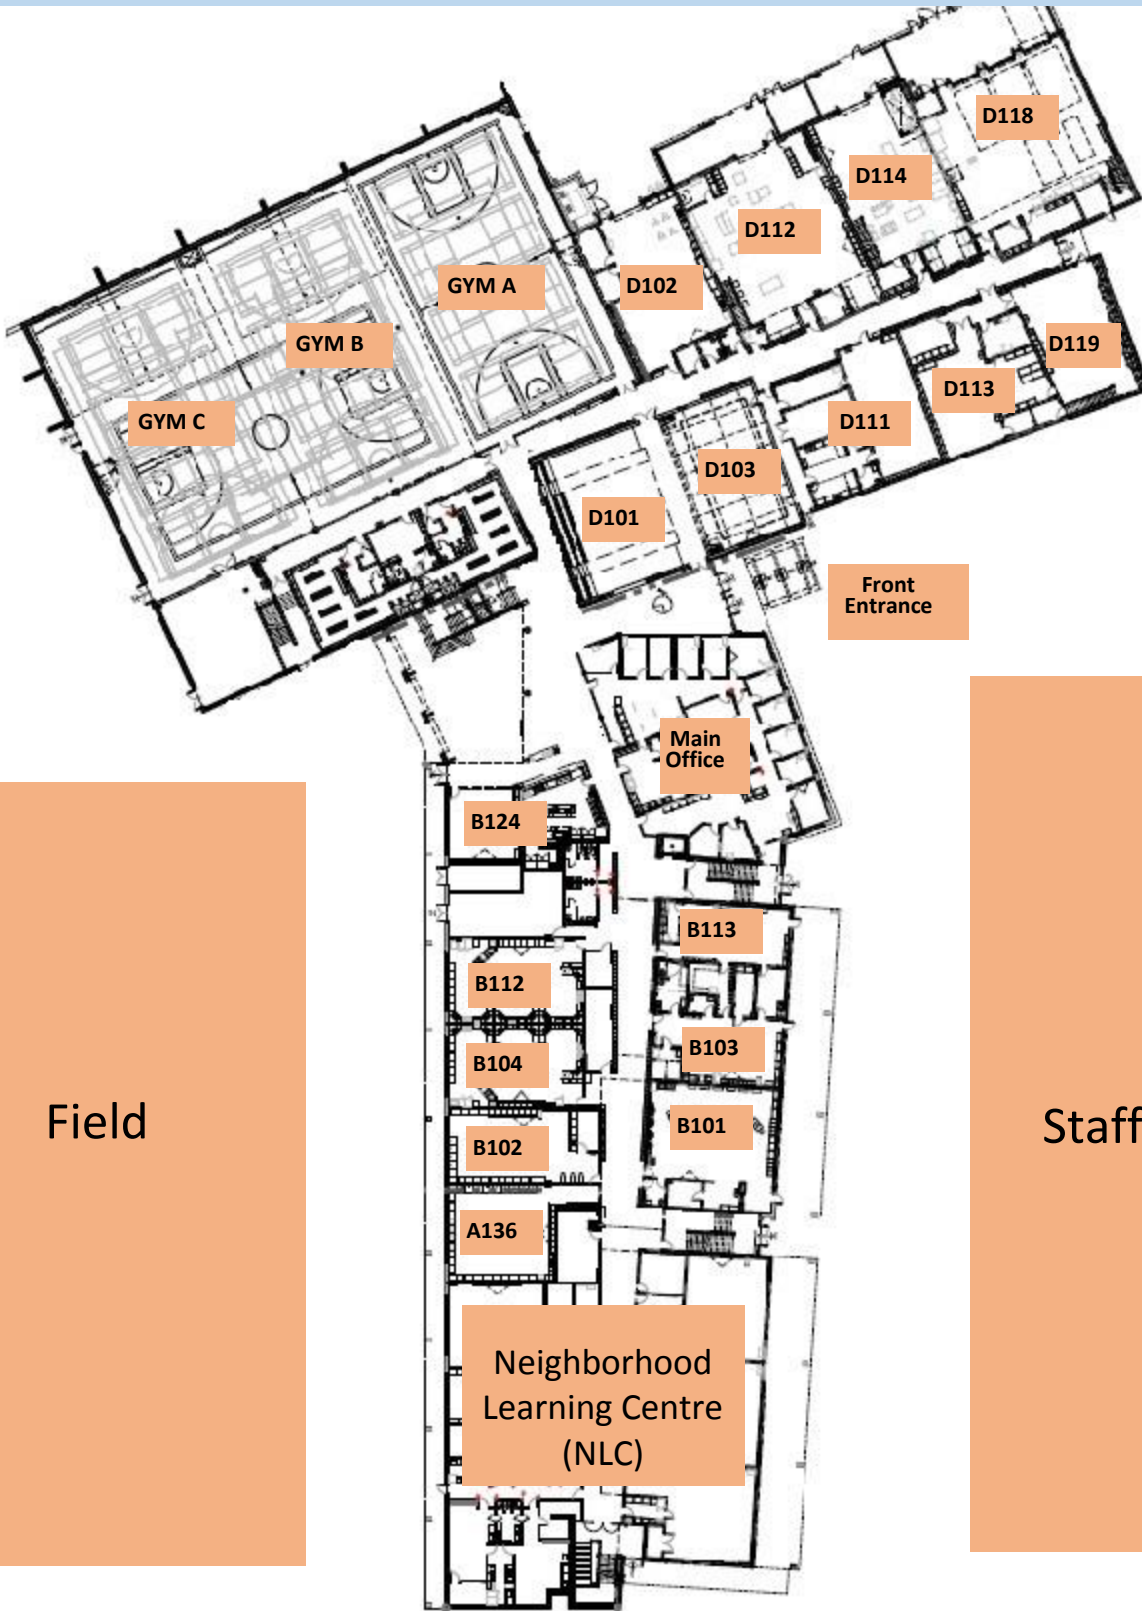 D118
D114
D112
GYM A
D102
GYM B
D119
D113
GYM C
D111
D103
D101
Front
Entrance
Main
Office
B124
B113
B112
B103
B104
Field
Staff
B101
B102
A136
Neighborhood
Learning Centre
(NLC)